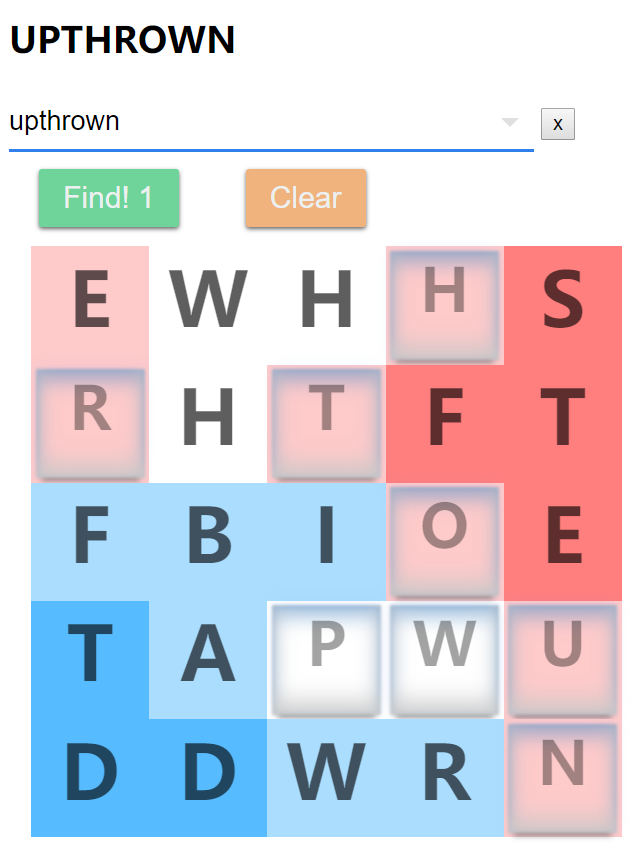 UPTHROWN
upthrown x
Find! 1 Clear
E W H H S
R H T F T
F B I O E
T A P W U
D D W R N